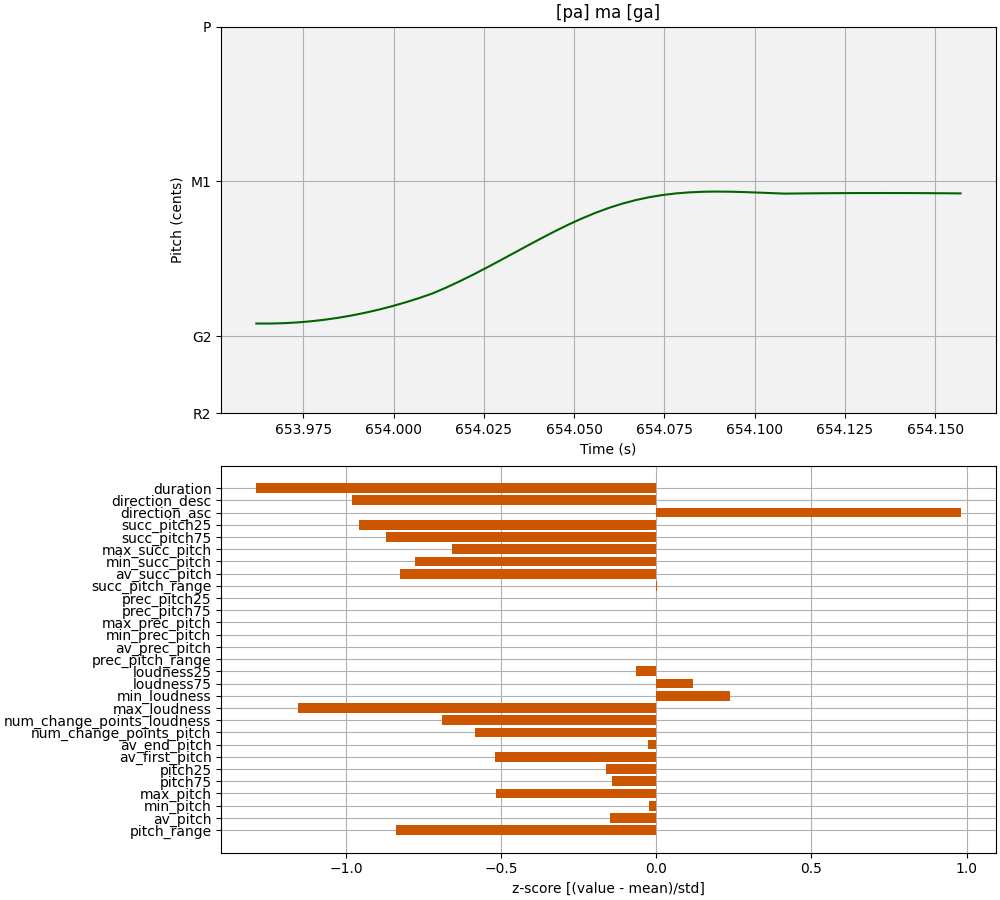 [pa] ma [ga]
P
M1
G2
R2
Pitch (cents)
653.975 654.000 654.025 654.050 654.075 654.100 654.125 654.150
Time (s)
duration
direction_desc
direction_asc
succ_pitch25
succ_pitch75
max_succ_pitch
min_succ_pitch
av_succ_pitch
succ_pitch_range
prec_pitch25
prec_pitch75
max_prec_pitch
min_prec_pitch
av_prec_pitch
prec_pitch_range
loudness25
loudness75
min_loudness
max_loudness
num_change_points_loudness
num_change_points_pitch
av_end_pitch
av_first_pitch
pitch25
pitch75
max_pitch
min_pitch
av_pitch
pitch_range
−1.0 −0.5 0.0 0.5 1.0
z-score [(value - mean)/std]